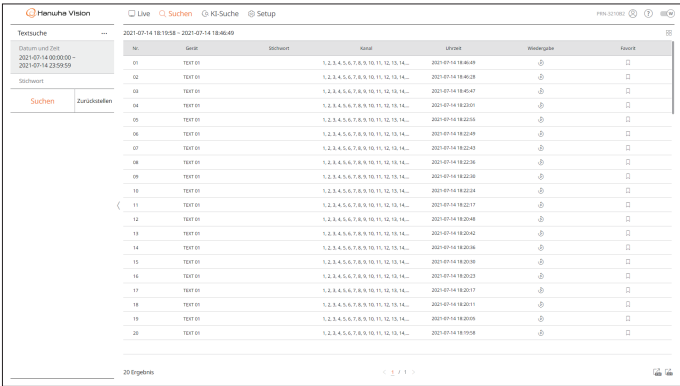 Hanwha Vision
Live Suchen KI-Suche Setup
PRN-3210B2
Textsuche ...
Datum und Zeit
2021-07-14 00:00:00 ~
2021-07-14 23:59:59
Stichwort
Suchen Zurückstellen
2021-07-14 18:19:58 ~ 2021-07-14 18:46:49
Nr. Gerät Stichwort Kanal Uhrzeit Wiedergabe Favorit
01 TEXT 01 1, 2, 3, 4, 5, 6, 7, 8, 9, 10, 11, 12, 13, 14,... 2021-07-14 18:46:49
02 TEXT 01 1, 2, 3, 4, 5, 6, 7, 8, 9, 10, 11, 12, 13, 14,... 2021-07-14 18:46:28
03 TEXT 01 1, 2, 3, 4, 5, 6, 7, 8, 9, 10, 11, 12, 13, 14,... 2021-07-14 18:45:47
04 TEXT 01 1, 2, 3, 4, 5, 6, 7, 8, 9, 10, 11, 12, 13, 14,... 2021-07-14 18:23:01
05 TEXT 01 1, 2, 3, 4, 5, 6, 7, 8, 9, 10, 11, 12, 13, 14,... 2021-07-14 18:22:55
06 TEXT 01 1, 2, 3, 4, 5, 6, 7, 8, 9, 10, 11, 12, 13, 14,... 2021-07-14 18:22:49
07 TEXT 01 1, 2, 3, 4, 5, 6, 7, 8, 9, 10, 11, 12, 13, 14,... 2021-07-14 18:22:43
08 TEXT 01 1, 2, 3, 4, 5, 6, 7, 8, 9, 10, 11, 12, 13, 14,... 2021-07-14 18:22:36
09 TEXT 01 1, 2, 3, 4, 5, 6, 7, 8, 9, 10, 11, 12, 13, 14,... 2021-07-14 18:22:30
10 TEXT 01 1, 2, 3, 4, 5, 6, 7, 8, 9, 10, 11, 12, 13, 14,... 2021-07-14 18:22:24
11 TEXT 01 1, 2, 3, 4, 5, 6, 7, 8, 9, 10, 11, 12, 13, 14,... 2021-07-14 18:22:17
12 TEXT 01 1, 2, 3, 4, 5, 6, 7, 8, 9, 10, 11, 12, 13, 14,... 2021-07-14 18:20:48
13 TEXT 01 1, 2, 3, 4, 5, 6, 7, 8, 9, 10, 11, 12, 13, 14,... 2021-07-14 18:20:42
14 TEXT 01 1, 2, 3, 4, 5, 6, 7, 8, 9, 10, 11, 12, 13, 14,... 2021-07-14 18:20:36
15 TEXT 01 1, 2, 3, 4, 5, 6, 7, 8, 9, 10, 11, 12, 13, 14,... 2021-07-14 18:20:30
16 TEXT 01 1, 2, 3, 4, 5, 6, 7, 8, 9, 10, 11, 12, 13, 14,... 2021-07-14 18:20:23
17 TEXT 01 1, 2, 3, 4, 5, 6, 7, 8, 9, 10, 11, 12, 13, 14,... 2021-07-14 18:20:17
18 TEXT 01 1, 2, 3, 4, 5, 6, 7, 8, 9, 10, 11, 12, 13, 14,... 2021-07-14 18:20:11
19 TEXT 01 1, 2, 3, 4, 5, 6, 7, 8, 9, 10, 11, 12, 13, 14,... 2021-07-14 18:20:05
20 TEXT 01 1, 2, 3, 4, 5, 6, 7, 8, 9, 10, 11, 12, 13, 14,... 2021-07-14 18:19:58
20 Ergebnis < 1 / 1 >